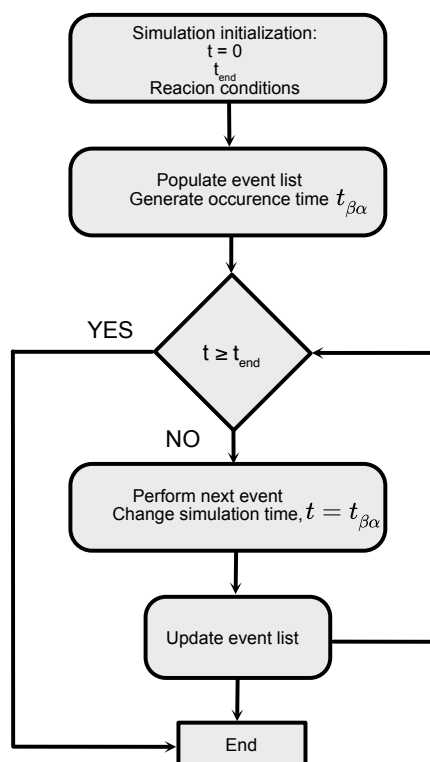 Simulation initialization:
t = 0
t_end
Reacion conditions
Populate event list
Generate occurence time t_βα
YES
t ≥ t_end
NO
Perform next event
Change simulation time, t = t_βα
Update event list
End